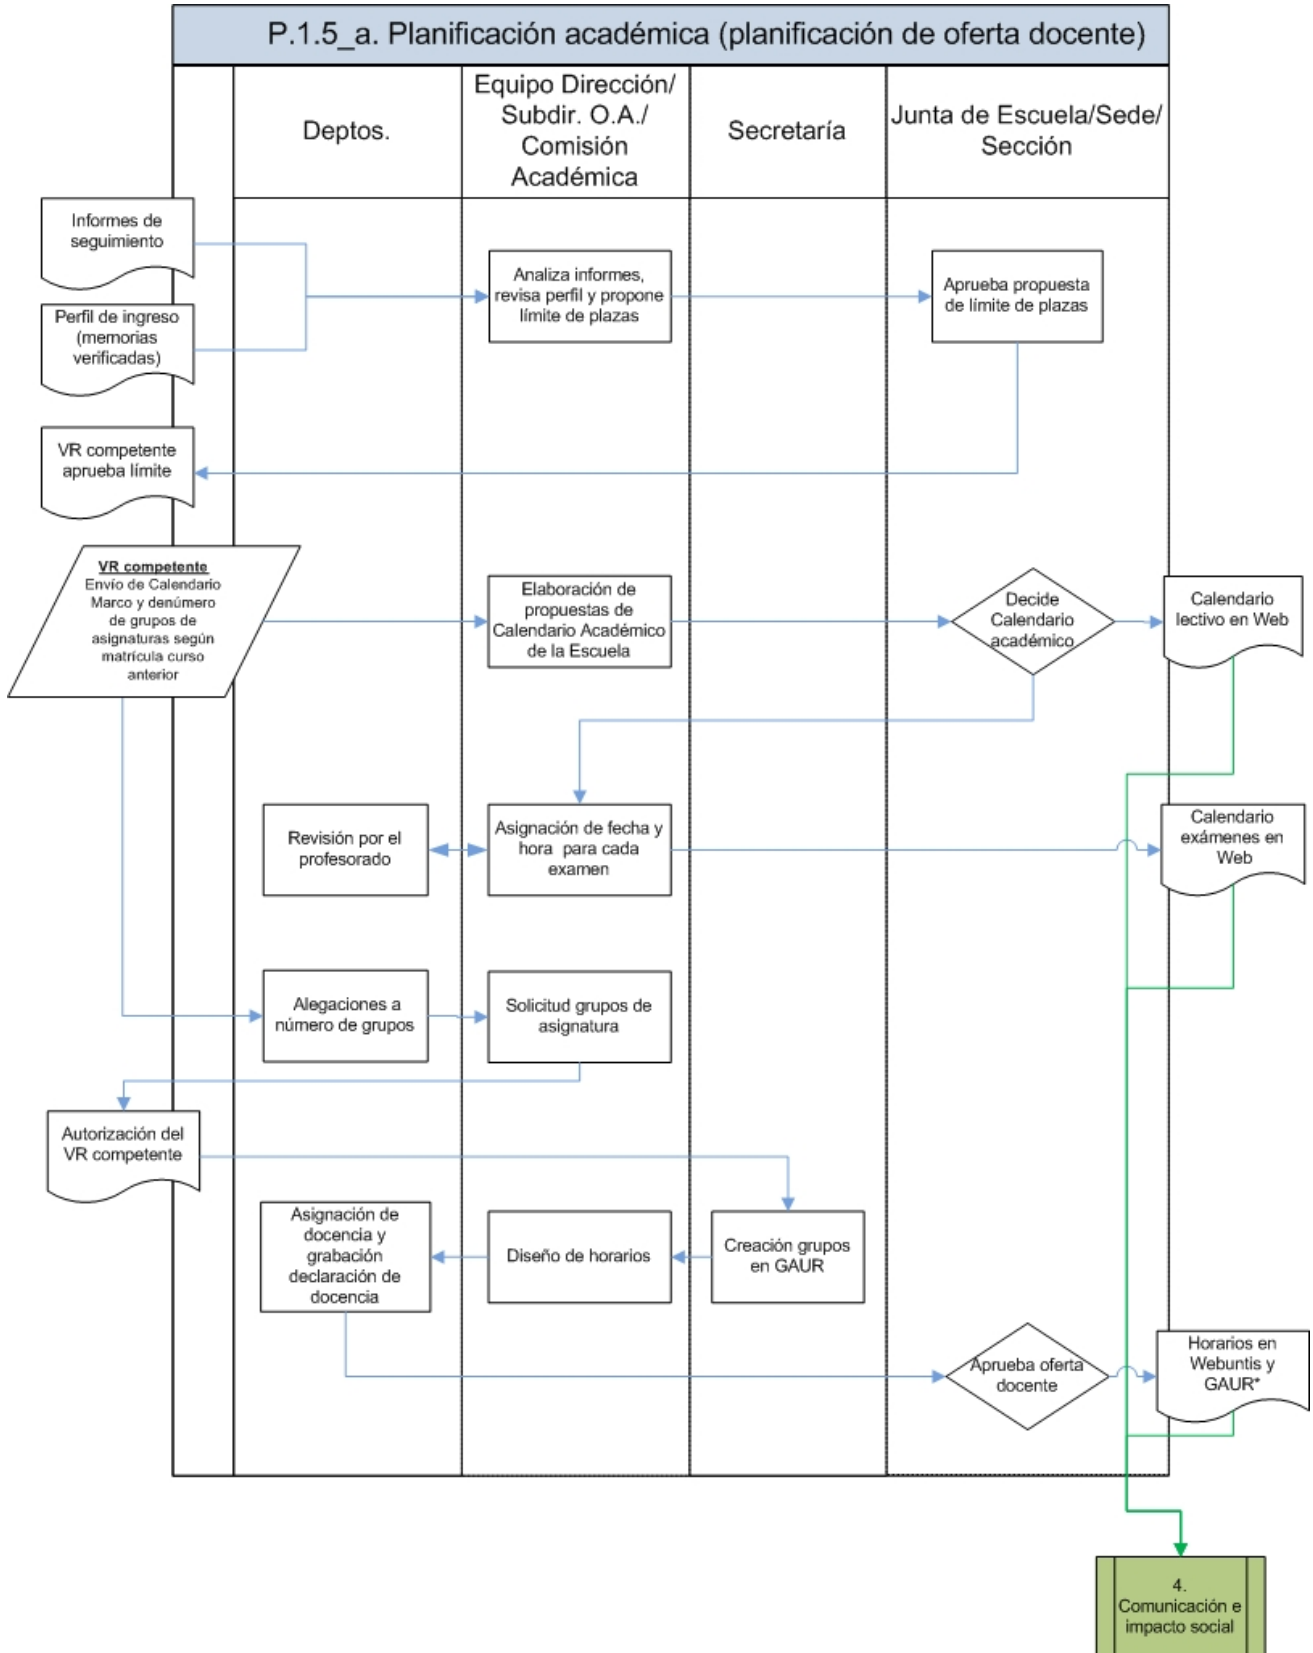 P.1.5_a. Planificación académica (planificación de oferta docente)
Deptos.
Equipo Dirección/
Subdir. O.A./
Comisión
Académica
Secretaría
Junta de Escuela/Sede/
Sección
Informes de
seguimiento
Analiza informes,
revisa perfil y propone
límite de plazas
Aprueba propuesta
de límite de plazas
Perfil de ingreso
(memorias
verificadas)
VR competente
aprueba límite
VR competente
Envío de Calendario
Marco y denúmero
de grupos de
asignaturas según
matrícula curso
anterior
Elaboración de
propuestas de
Calendario Académico
de la Escuela
Decide
Calendario
académico
Calendario
lectivo en Web
Revisión por el
profesorado
Asignación de fecha y
hora para cada
examen
Calendario
exámenes en
Web
Alegaciones a
número de grupos
Solicitud grupos de
asignatura
Autorización del
VR competente
Asignación de
docencia y
grabación
declaración de
docencia
Diseño de horarios
Creación grupos
en GAUR
Aprueba oferta
docente
Horarios en
Webuntis y
GAUR*
4.
Comunicación e
impacto social